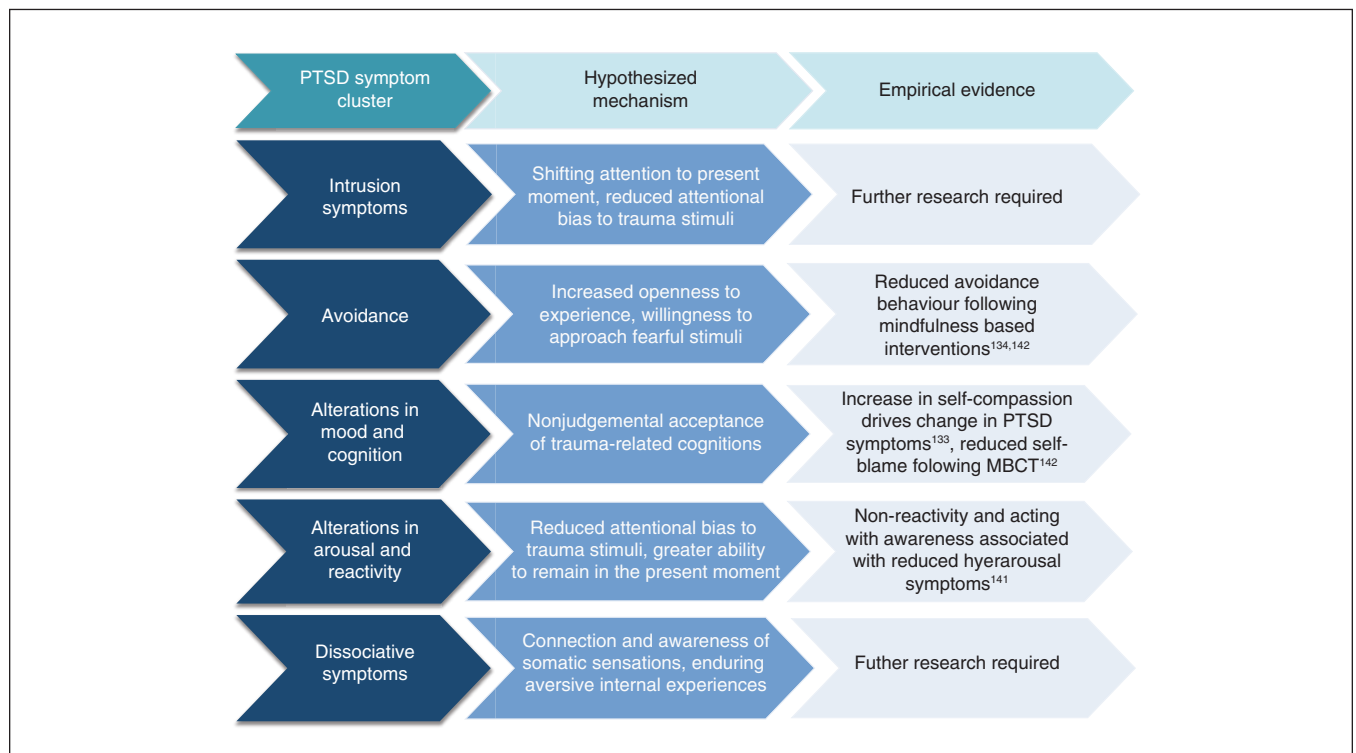 PTSD symptom
cluster
Hypothesized
mechanism
Empirical evidence
Intrusion
symptoms
Shifting attention to present
moment, reduced attentional
bias to trauma stimuli
Further research required
Avoidance
Increased openness to
experience, willingness to
approach fearful stimuli
Reduced avoidance
behaviour following
mindfulness based
interventions¹³⁴,¹⁴²
Alterations in
mood and
cognition
Nonjudgemental acceptance
of trauma-related cognitions
Increase in self-compassion
drives change in PTSD
symptoms¹³³, reduced self-
blame folowing MBCT¹⁴²
Alterations in
arousal and
reactivity
Reduced attentional bias to
trauma stimuli, greater ability
to remain in the present moment
Non-reactivity and acting
with awareness associated
with reduced hyerarousal
symptoms¹⁴¹
Dissociative
symptoms
Connection and awareness of
somatic sensations, enduring
aversive internal experiences
Futher research required